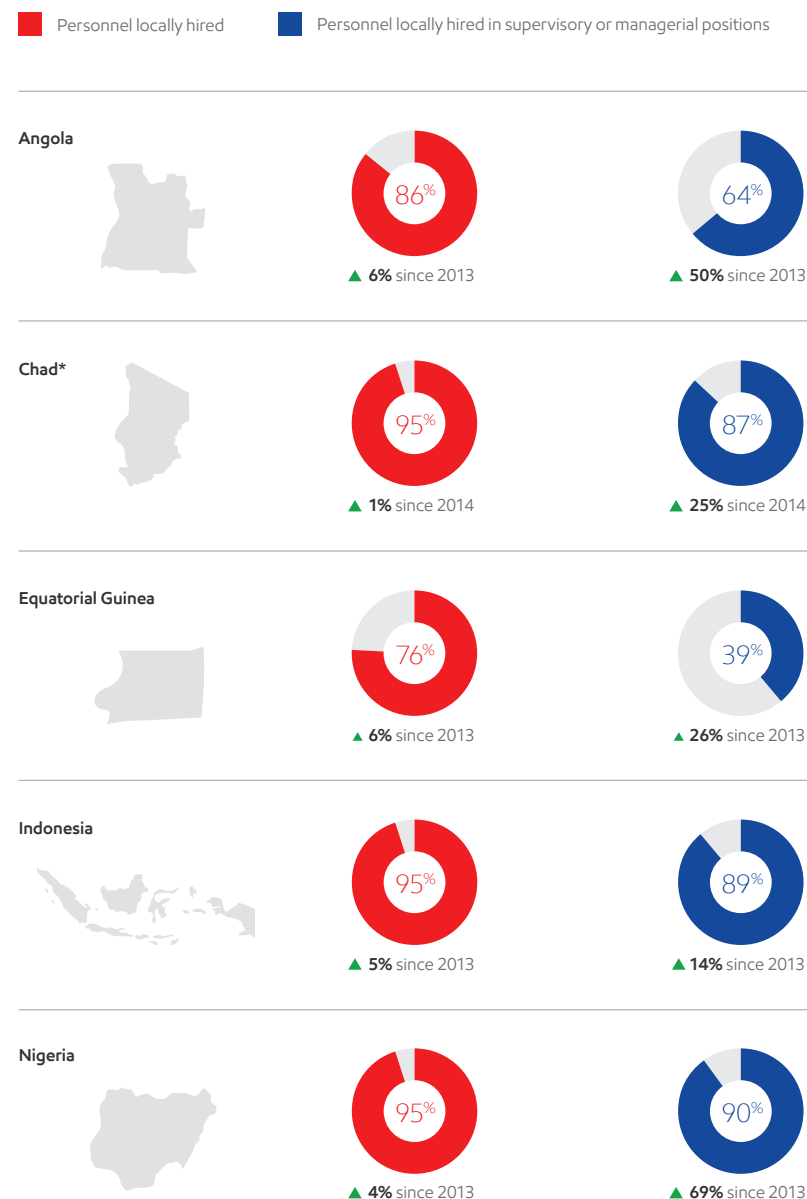 Personnel locally hired
Personnel locally hired in supervisory or managerial positions
Angola
86%
64%
▲ 6% since 2013
▲ 50% since 2013
Chad*
95%
87%
▲ 1% since 2014
▲ 25% since 2014
Equatorial Guinea
76%
39%
▲ 6% since 2013
▲ 26% since 2013
Indonesia
95%
89%
▲ 5% since 2013
▲ 14% since 2013
Nigeria
95%
90%
▲ 4% since 2013
▲ 69% since 2013